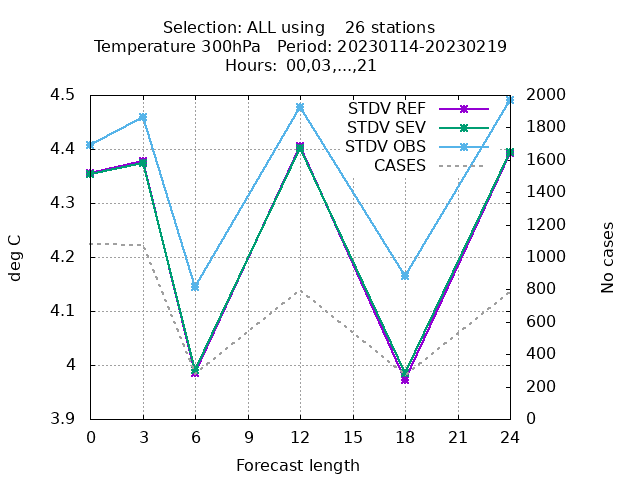 Selection: ALL using    26 stations
Temperature 300hPa   Period: 20230114-20230219
Hours: 00,03,...,21
4.5
4.4
4.3
4.2
4.1
4
3.9
deg C
STDV REF
STDV SEV
STDV OBS
CASES
2000
1800
1600
1400
1200
1000
800
600
400
200
0
No cases
0 3 6 9 12 15 18 21 24
Forecast length